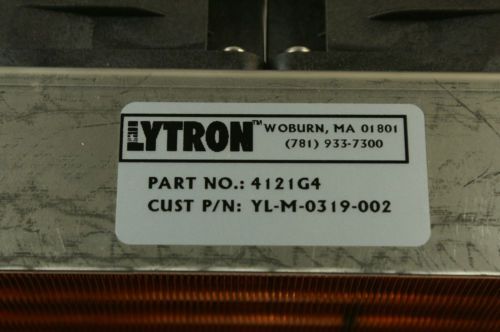 LYTRON™ WOBURN, MA 01801
(781) 933-7300
PART NO.: 4121G4
CUST P/N: YL-M-0319-002